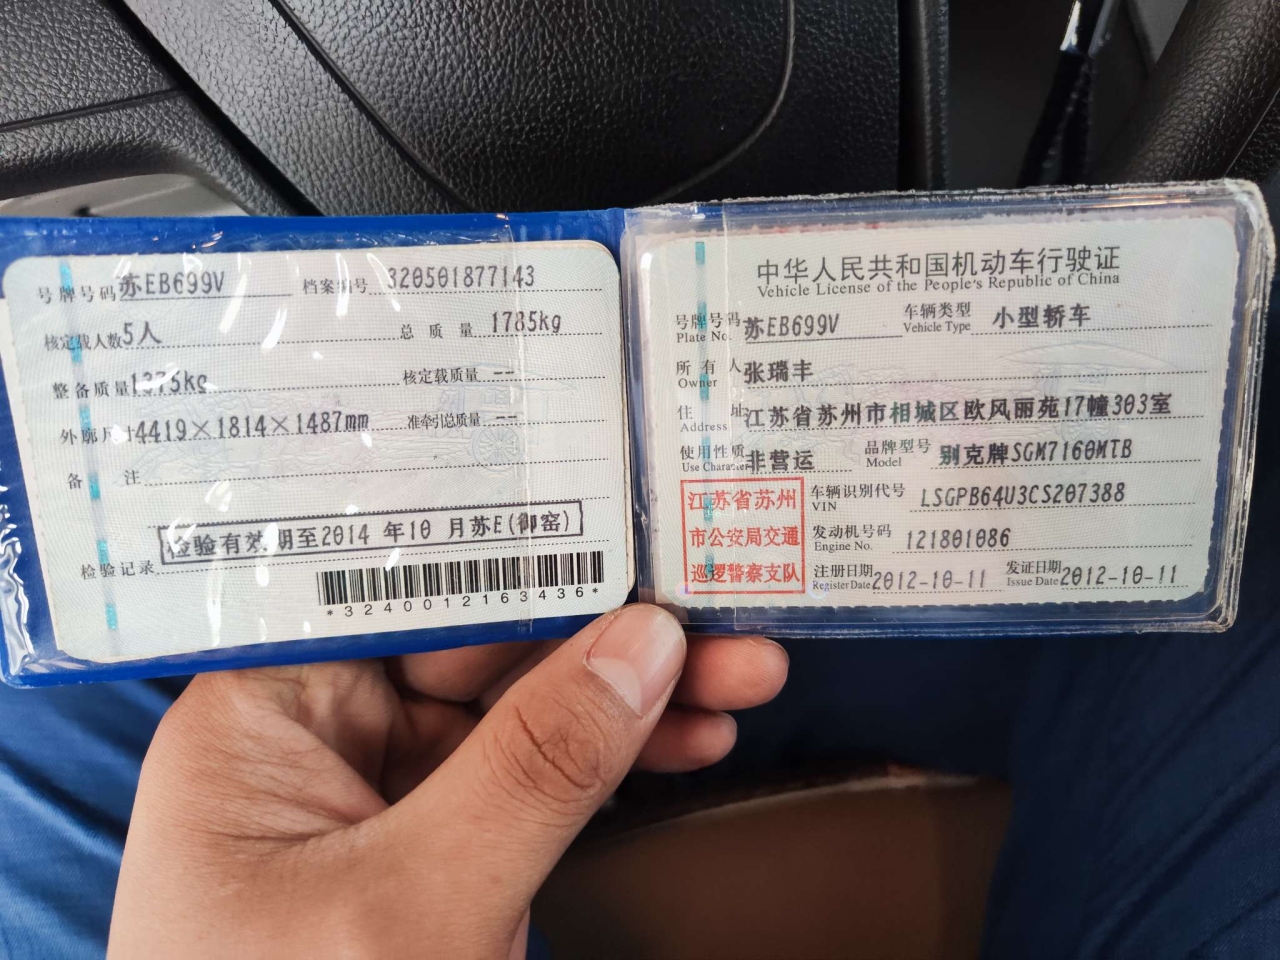 号牌号码 苏EB699V 档案编号 320501877143
核定载人数 5人 总质量 1785kg
整备质量 1375kg 核定载质量 --
外廓尺寸 4419×1814×1487mm 准牵引总质量 --
备注
检验有效期至2014 年10 月苏E(御窑)
检验记录
*3240012163436*
中华人民共和国机动车行驶证
Vehicle License of the People's Republic of China
号牌号码 苏EB699V 车辆类型 小型轿车
Plate No. Vehicle Type
所有人 张瑞丰
Owner
住址 江苏省苏州市相城区欧风丽苑17幢303室
Address
使用性质 非营运 品牌型号 别克牌SGM7160MTB
Use Character Model
江苏省苏州
市公安局交通
巡逻警察支队
车辆识别代号 LSGPB64U3CS207388
VIN
发动机号码 121801086
Engine No.
注册日期 2012-10-11 发证日期 2012-10-11
Register Date Issue Date